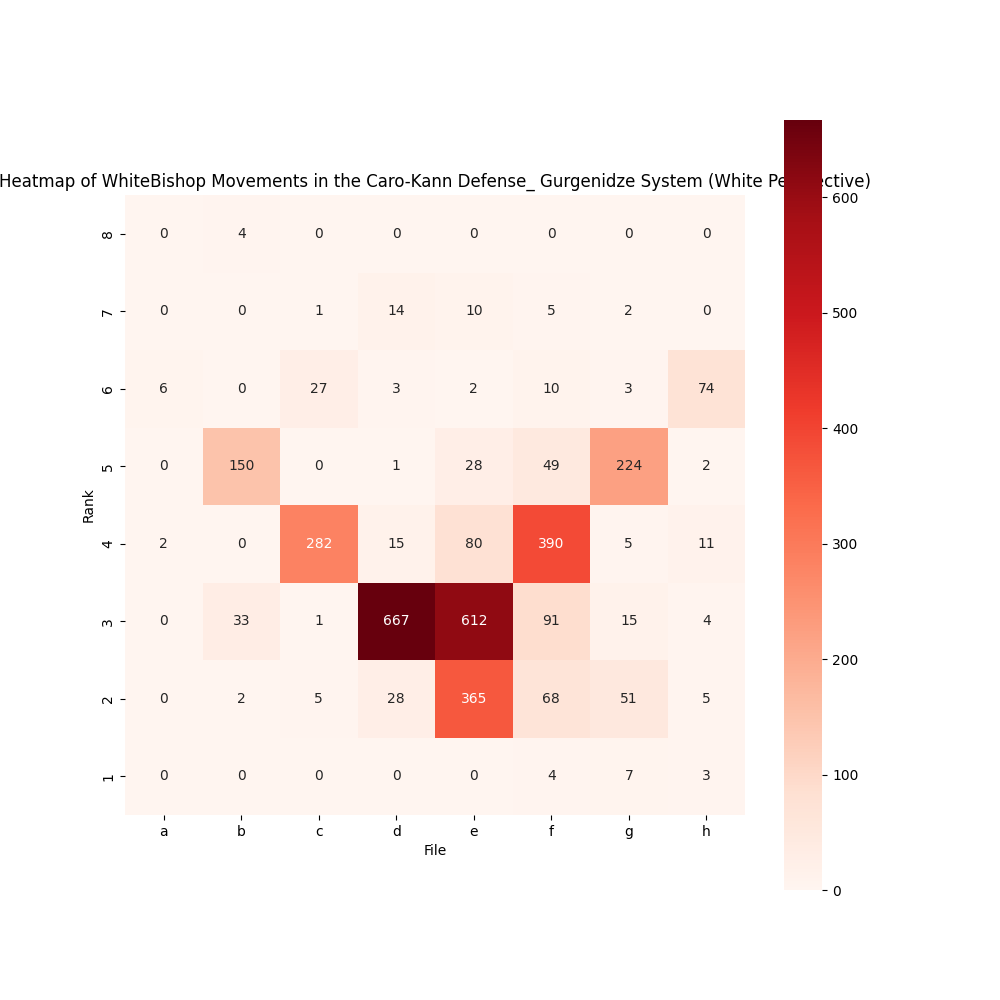 Heatmap of WhiteBishop Movements in the Caro-Kann Defense_ Gurgenidze System (White Perspective)
Rank
8 0 4 0 0 0 0 0 0
7 0 0 1 14 10 5 2 0
6 6 0 27 3 2 10 3 74
5 0 150 0 1 28 49 224 2
4 2 0 282 15 80 390 5 11
3 0 33 1 667 612 91 15 4
2 0 2 5 28 365 68 51 5
1 0 0 0 0 0 4 7 3
a b c d e f g h
File
600
500
400
300
200
100
0